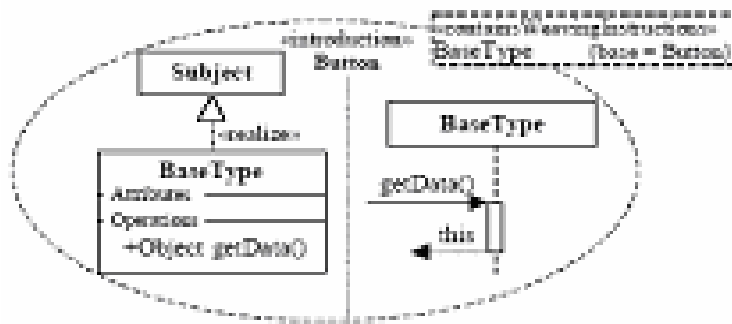 «introduction»
Button
«containsWeavingInstructions»
BaseType {base = Button}
Subject
«realize»
BaseType
Attributes
Operations
+Object getData()
BaseType
getData()
this